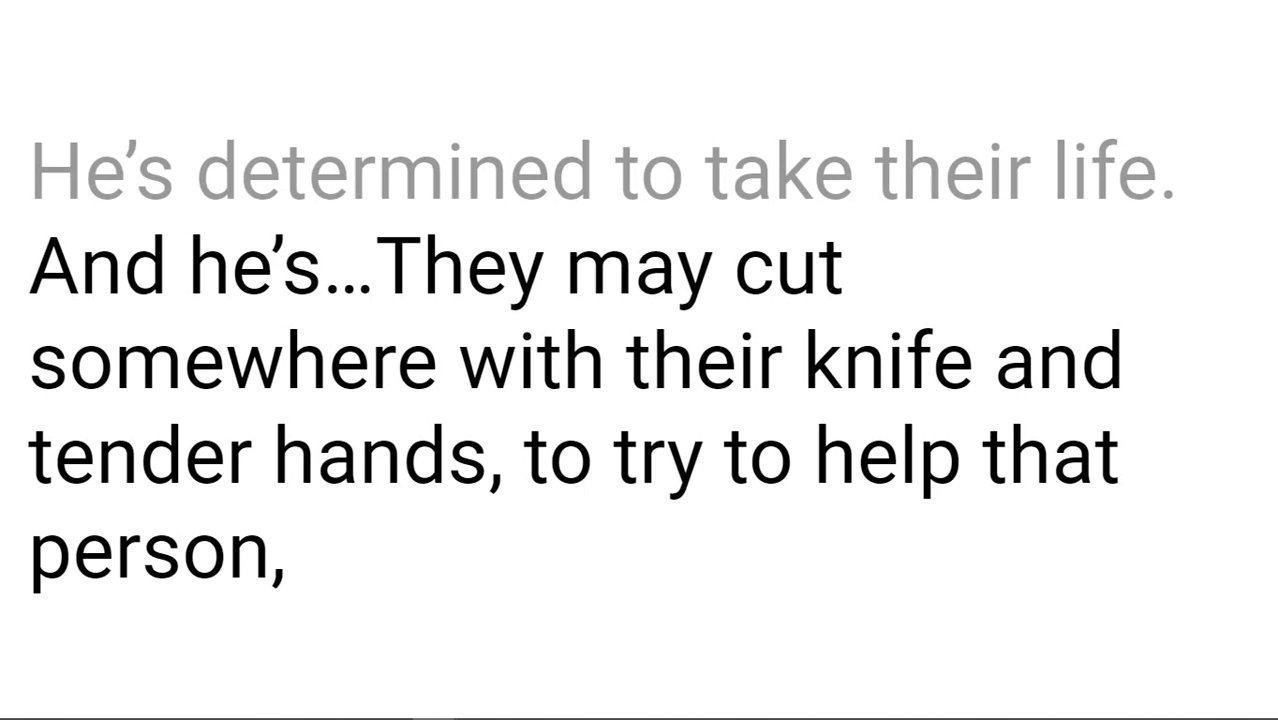 He’s determined to take their life.
And he’s…They may cut
somewhere with their knife and
tender hands, to try to help that
person,